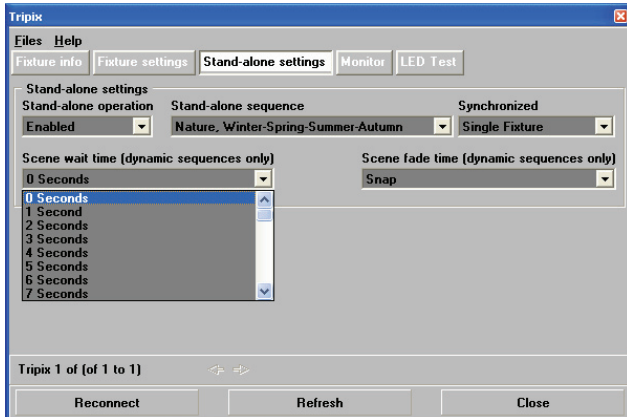 Tripix
Files Help
Fixture info Fixture settings Stand-alone settings Monitor LED Test
Stand-alone settings
Stand-alone operation Stand-alone sequence Synchronized
Enabled Nature, Winter-Spring-Summer-Autumn Single Fixture
Scene wait time (dynamic sequences only) Scene fade time (dynamic sequences only)
0 Seconds Snap
0 Seconds
1 Second
2 Seconds
3 Seconds
4 Seconds
5 Seconds
6 Seconds
7 Seconds
Tripix 1 of (of 1 to 1)
Reconnect Refresh Close